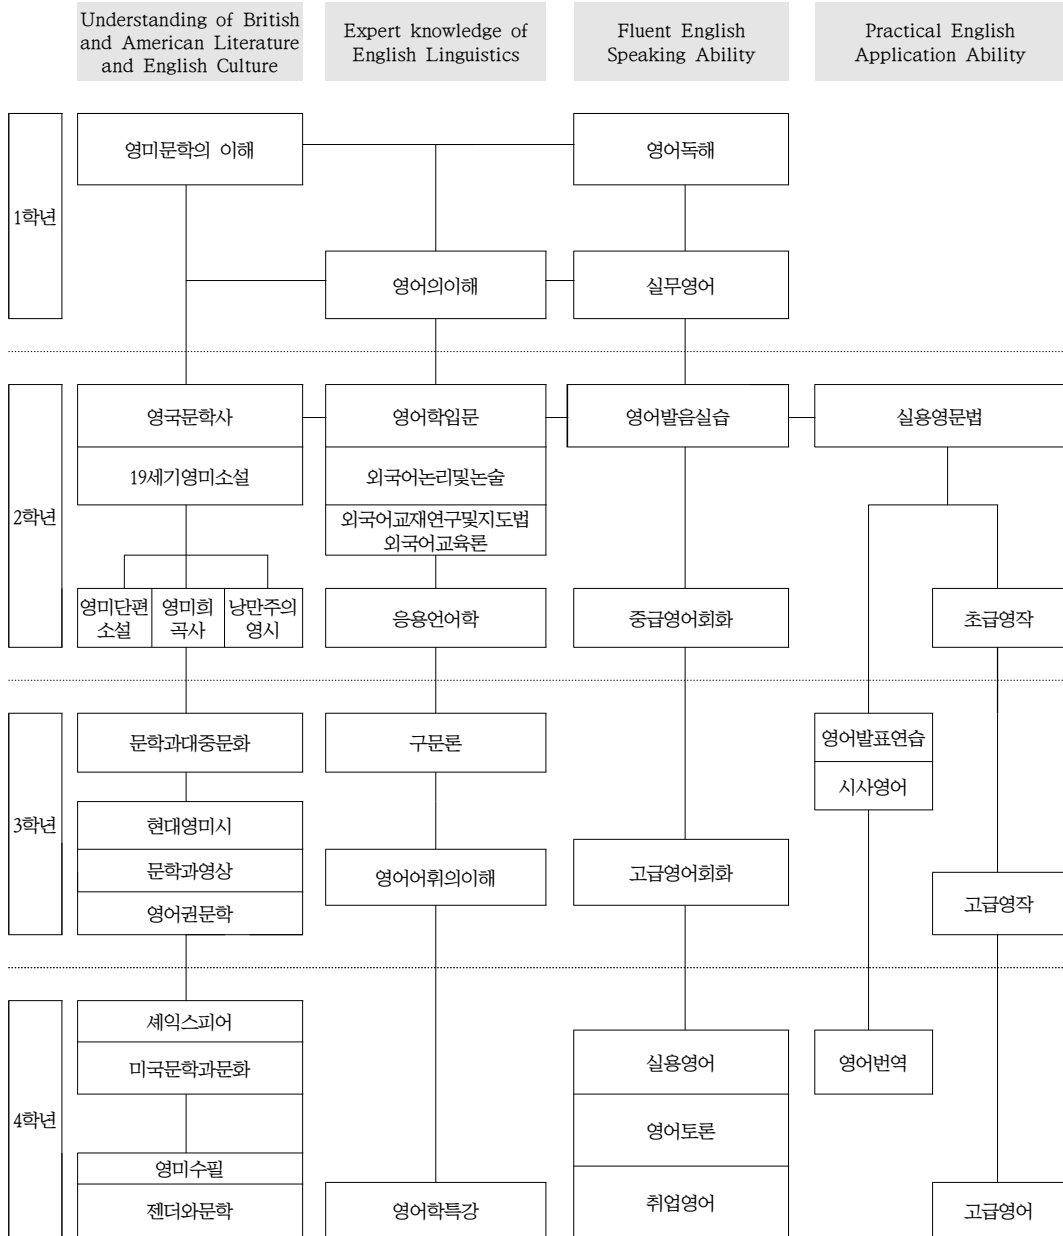 Understanding of British
and American Literature
and English Culture
Expert knowledge of
English Linguistics
Fluent English
Speaking Ability
Practical English
Application Ability
1학년
영미문학의 이해
영어독해
영어의이해
실무영어
2학년
영국문학사
영어학입문
영어발음실습
실용영문법
19세기영미소설
외국어논리및논술
외국어교재연구및지도법
외국어교육론
영미단편
소설
영미희
곡사
낭만주의
영시
응용언어학
중급영어회화
초급영작
3학년
문학과대중문화
구문론
영어발표연습
시사영어
현대영미시
문학과영상
영어권문학
영어어휘의이해
고급영어회화
고급영작
4학년
셰익스피어
미국문학과문화
실용영어
영어번역
영어토론
영미수필
젠더와문학
영어학특강
취업영어
고급영어